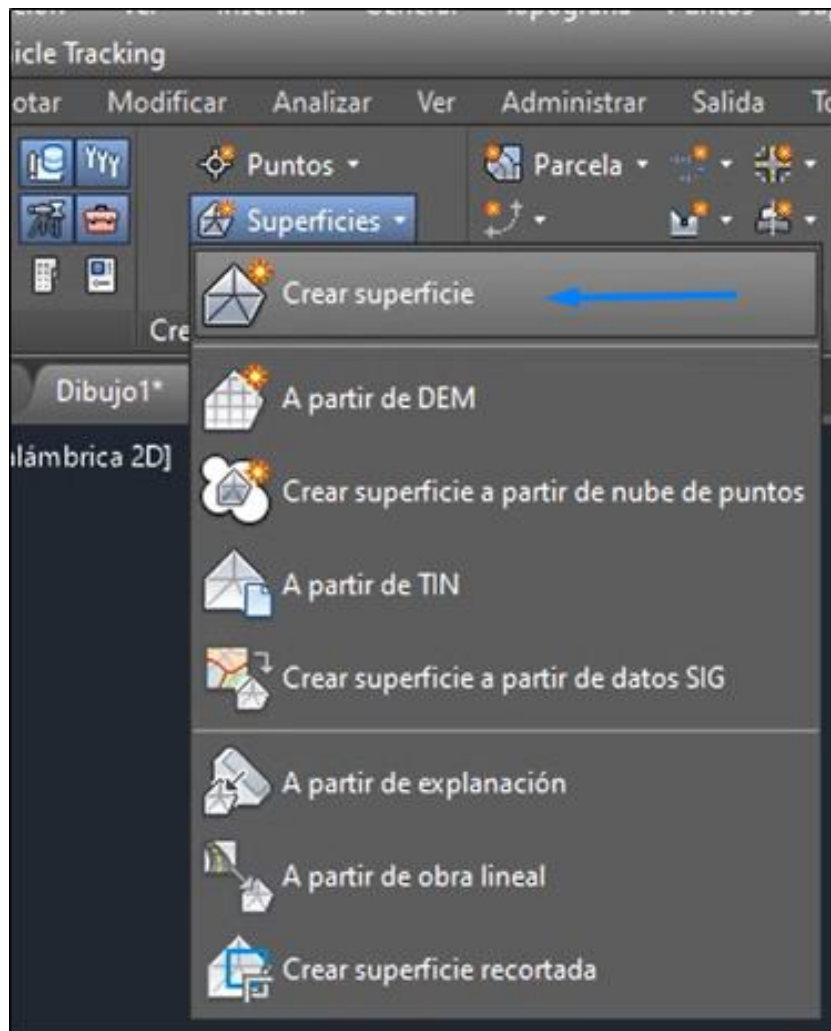 icle Tracking
otar Modificar Analizar Ver Administrar Salida
Puntos Parcela
Superficies
Crear superficie
Cre
A partir de DEM
Dibujo1*
alámbrica 2D]
Crear superficie a partir de nube de puntos
A partir de TIN
Crear superficie a partir de datos SIG
A partir de explanación
A partir de obra lineal
Crear superficie recortada